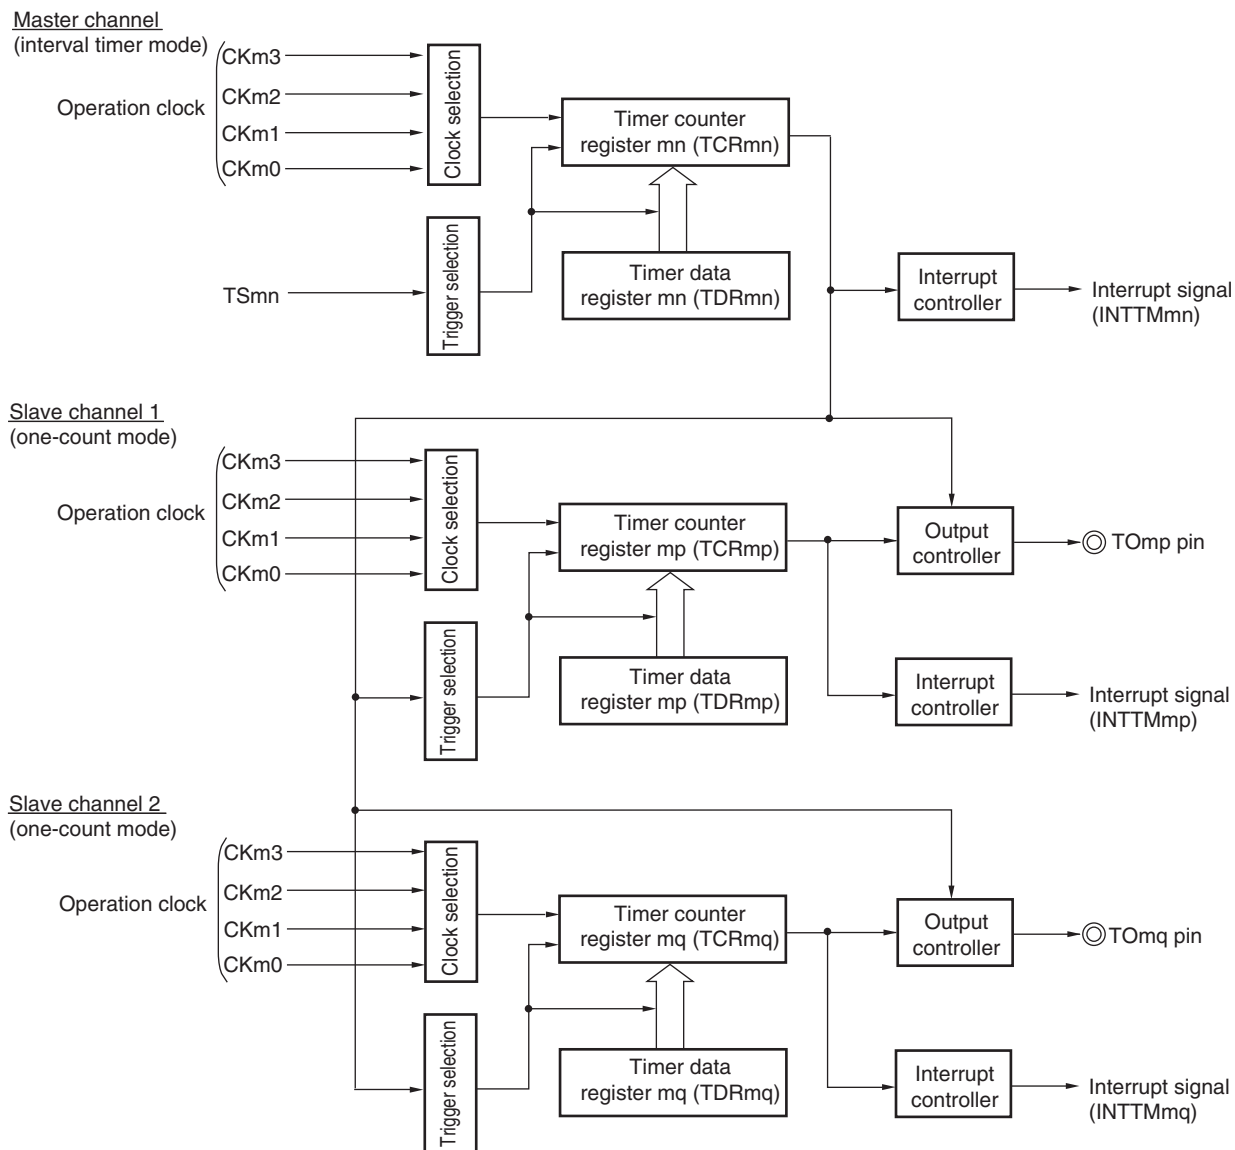 Master channel
(interval timer mode)
Operation clock
CKm3
CKm2
CKm1
CKm0
Clock selection
Timer counter
register mn (TCRmn)
TSmn
Trigger selection
Timer data
register mn (TDRmn)
Interrupt
controller
Interrupt signal
(INTTMmn)
Slave channel 1
(one-count mode)
Operation clock
CKm3
CKm2
CKm1
CKm0
Clock selection
Timer counter
register mp (TCRmp)
Output
controller
TOmp pin
Trigger selection
Timer data
register mp (TDRmp)
Interrupt
controller
Interrupt signal
(INTTMmp)
Slave channel 2
(one-count mode)
Operation clock
CKm3
CKm2
CKm1
CKm0
Clock selection
Timer counter
register mq (TCRmq)
Output
controller
TOmq pin
Trigger selection
Timer data
register mq (TDRmq)
Interrupt
controller
Interrupt signal
(INTTMmq)